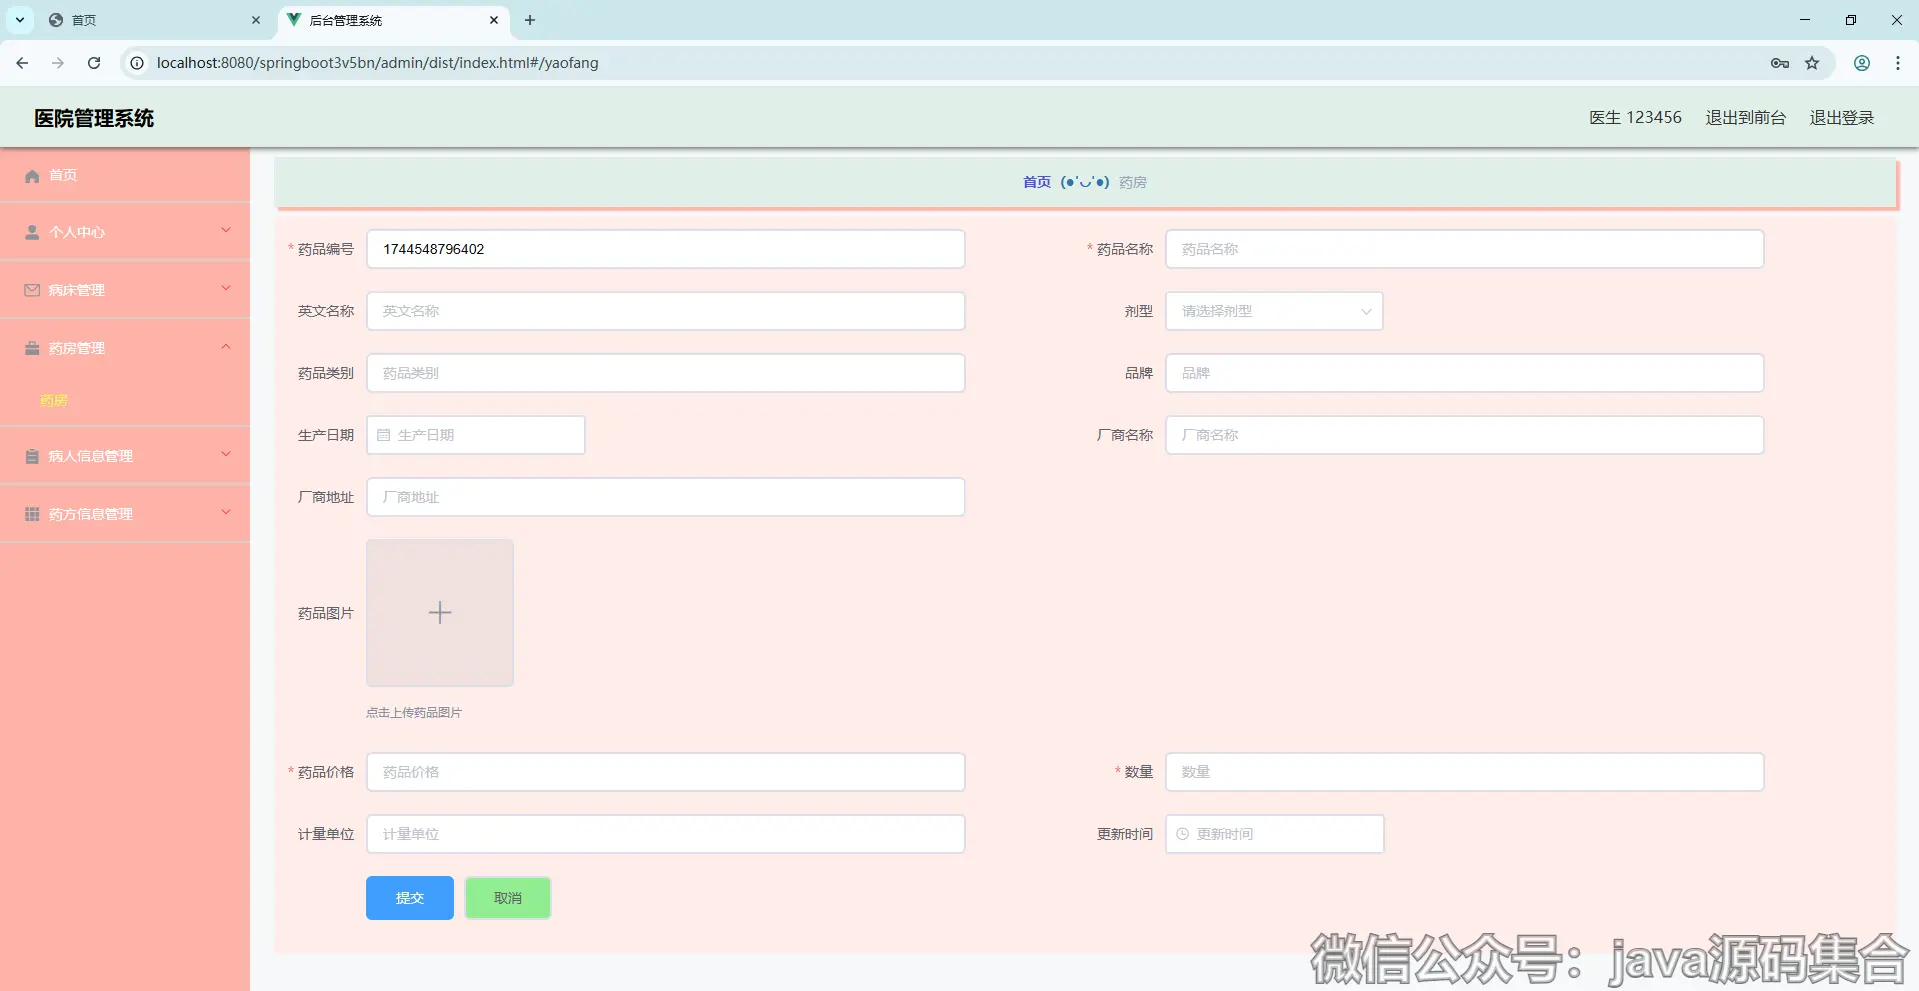 首页
后台管理系统
localhost:8080/springboot3v5bn/admin/dist/index.html#/yaofang
医院管理系统
医生 123456 退出到前台 退出登录
首页
个人中心
病床管理
药房管理
药房
病人信息管理
药方信息管理
首页 (●'◡'●) 药房
* 药品编号 1744548796402
* 药品名称 药品名称
英文名称 英文名称
剂型 请选择剂型
药品类别 药品类别
品牌 品牌
生产日期 生产日期
厂商名称 厂商名称
厂商地址 厂商地址
药品图片
点击上传药品图片
* 药品价格 药品价格
* 数量 数量
计量单位 计量单位
更新时间 更新时间
提交 取消
微信公众号：java源码集合